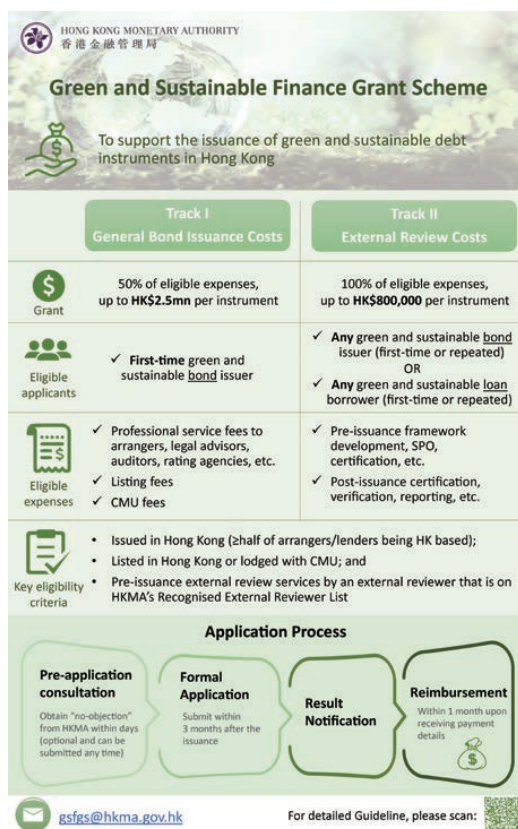 HONG KONG MONETARY AUTHORITY
香港金融管理局
Green and Sustainable Finance Grant Scheme
To support the issuance of green and sustainable debt
instruments in Hong Kong
Track I
General Bond Issuance Costs
Track II
External Review Costs
Grant
50% of eligible expenses,
up to HK$2.5mn per instrument
100% of eligible expenses,
up to HK$800,000 per instrument
Eligible
applicants
✓ First-time green and
sustainable bond issuer
✓ Any green and sustainable bond
issuer (first-time or repeated)
OR
✓ Any green and sustainable loan
borrower (first-time or repeated)
Eligible
expenses
✓ Professional service fees to
arrangers, legal advisors,
auditors, rating agencies, etc.
✓ Listing fees
✓ CMU fees
✓ Pre-issuance framework
development, SPO,
certification, etc.
✓ Post-issuance certification,
verification, reporting, etc.
Key eligibility
criteria
• Issued in Hong Kong (≥half of arrangers/lenders being HK based);
• Listed in Hong Kong or lodged with CMU; and
• Pre-issuance external review services by an external reviewer that is on
HKMA's Recognised External Reviewer List
Application Process
Pre-application
consultation
Obtain "no-objection"
from HKMA within days
(optional and can be
submitted any time)
Formal
Application
Submit within
3 months after the
issuance
Result
Notification
Reimbursement
Within 1 month upon
receiving payment
details
gsfgs@hkma.gov.hk
For detailed Guideline, please scan: